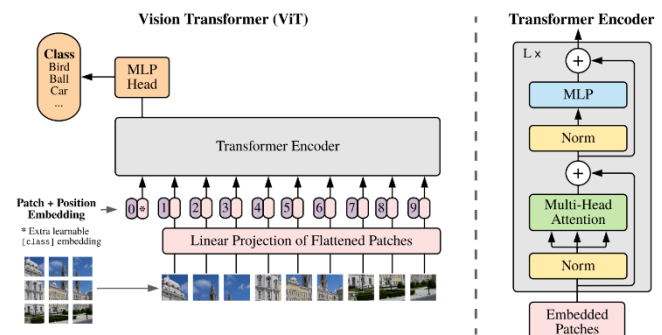 Vision Transformer (ViT)
Class
Bird
Ball
Car
...
MLP
Head
Transformer Encoder
Patch + Position
Embedding
0 * 1 2 3 4 5 6 7 8 9
* Extra learnable
[class] embedding
Linear Projection of Flattened Patches
Transformer Encoder
L ×
+
MLP
Norm
+
Multi-Head
Attention
Norm
Embedded
Patches